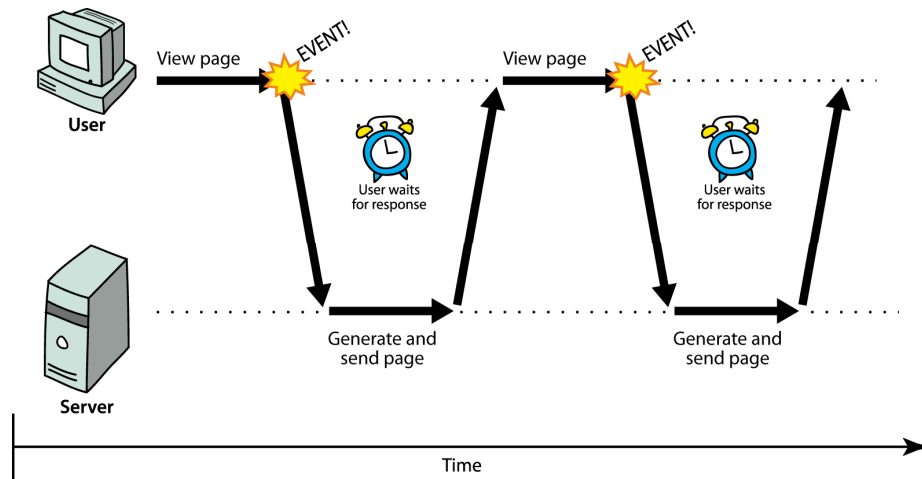 EVENT!
EVENT!
View page
View page
User
User waits
for response
User waits
for response
Generate and
send page
Generate and
send page
Server
Time